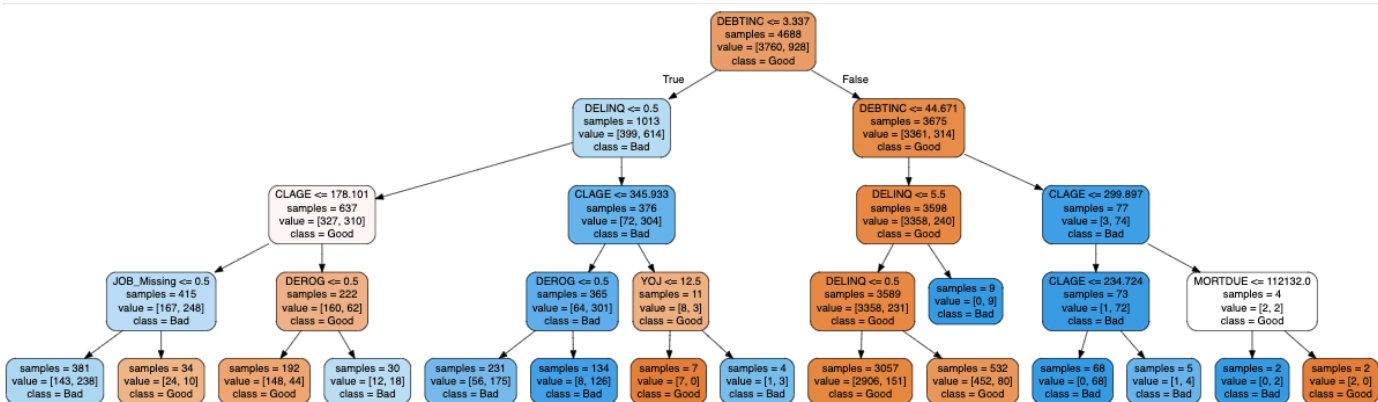 DEBTINC <= 3.337
samples = 4688
value = [3760, 928]
class = Good
True
False
DELINQ <= 0.5
samples = 1013
value = [399, 614]
class = Bad
DEBTINC <= 44.671
samples = 3675
value = [3361, 314]
class = Good
CLAGE <= 178.101
samples = 637
value = [327, 310]
class = Good
CLAGE <= 345.933
samples = 376
value = [72, 304]
class = Bad
DELINQ <= 5.5
samples = 3598
value = [3358, 240]
class = Good
CLAGE <= 299.897
samples = 77
value = [3, 74]
class = Bad
JOB_Missing <= 0.5
samples = 415
value = [167, 248]
class = Bad
DEROG <= 0.5
samples = 222
value = [160, 62]
class = Good
DEROG <= 0.5
samples = 365
value = [64, 301]
class = Bad
YOJ <= 12.5
samples = 11
value = [8, 3]
class = Good
DELINQ <= 0.5
samples = 3589
value = [3358, 231]
class = Good
samples = 9
value = [0, 9]
class = Bad
CLAGE <= 234.724
samples = 73
value = [1, 72]
class = Bad
MORTDUE <= 112132.0
samples = 4
value = [2, 2]
class = Good
samples = 381
value = [143, 238]
class = Bad
samples = 34
value = [24, 10]
class = Good
samples = 192
value = [148, 44]
class = Good
samples = 30
value = [12, 18]
class = Bad
samples = 231
value = [56, 175]
class = Bad
samples = 134
value = [8, 126]
class = Bad
samples = 7
value = [7, 0]
class = Good
samples = 4
value = [1, 3]
class = Bad
samples = 3057
value = [2906, 151]
class = Good
samples = 532
value = [452, 80]
class = Good
samples = 68
value = [0, 68]
class = Bad
samples = 5
value = [1, 4]
class = Bad
samples = 2
value = [0, 2]
class = Bad
samples = 2
value = [2, 0]
class = Good